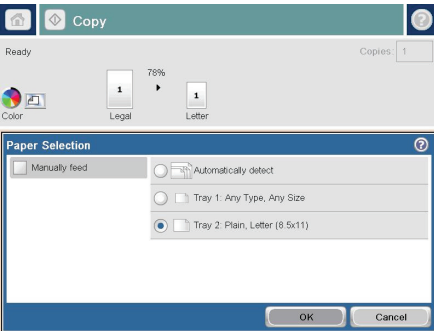 Copy
Ready
Copies: 1
78%
1
1
Color
Legal
Letter
Paper Selection
Manually feed
Automatically detect
Tray 1: Any Type, Any Size
Tray 2: Plain, Letter (8.5x11)
OK
Cancel